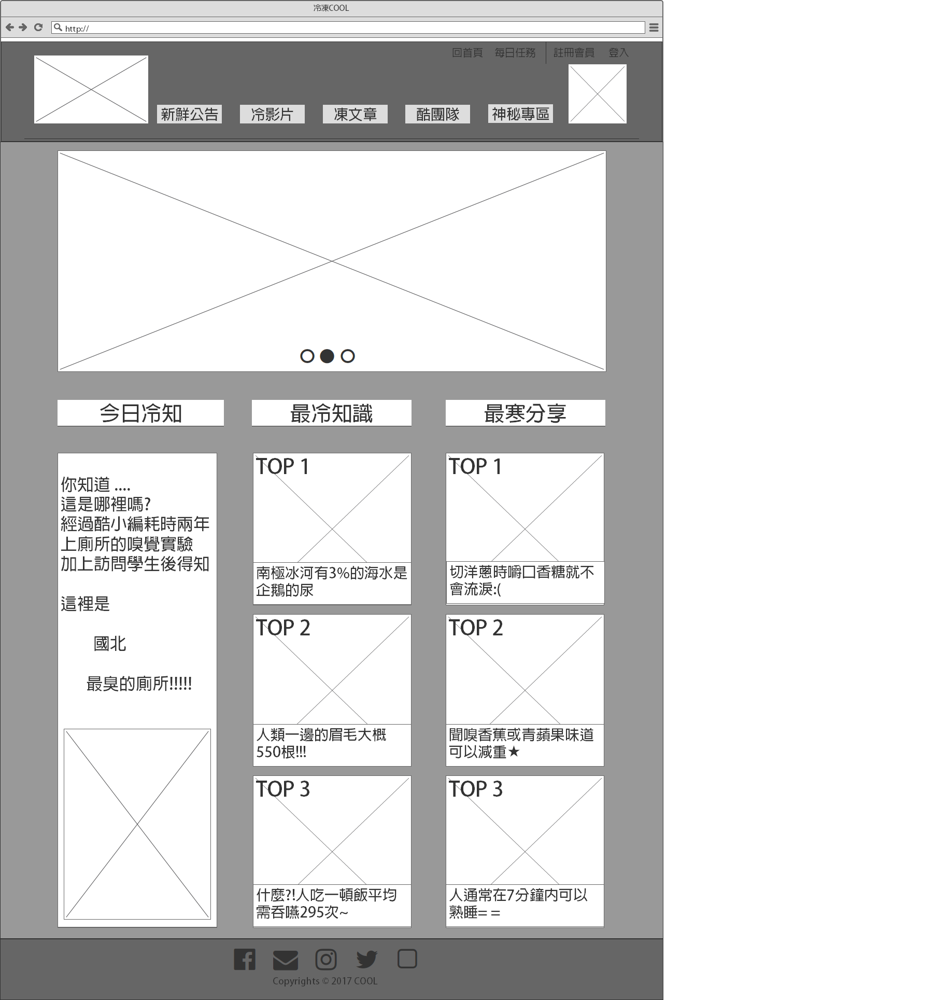 冷凍COOL
http://
回首頁 每日任務 註冊會員 登入
新鮮公告 冷影片 凍文章 酷團隊 神秘專區
今日冷知
你知道 ....
這是哪裡嗎?
經過酷小編耗時兩年
上廁所的嗅覺實驗
加上訪問學生後得知
這裡是
國北
最臭的廁所!!!!!
最冷知識
TOP 1
南極冰河有3%的海水是
企鵝的尿
TOP 2
人類一邊的眉毛大概
550根!!!
TOP 3
什麼?!人吃一頓飯平均
需吞嚥295次~
最寒分享
TOP 1
切洋蔥時嚼口香糖就不
會流淚:(
TOP 2
聞嗅香蕉或青蘋果味道
可以減重★
TOP 3
人通常在7分鐘內可以
熟睡= =
Copyrights © 2017 COOL